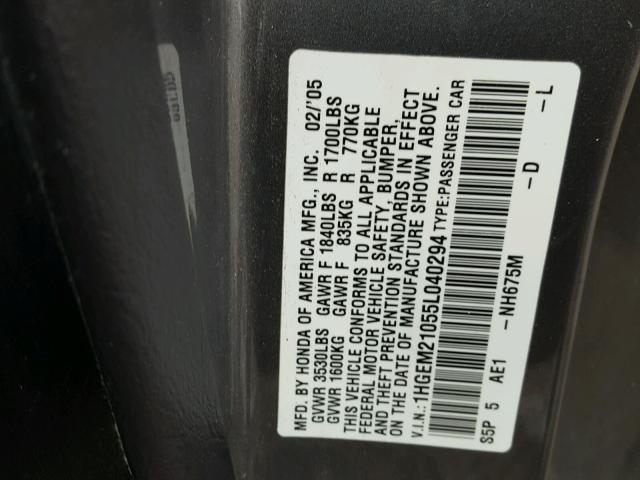 MFD. BY HONDA OF AMERICA MFG., INC. 02/'05
GVWR 3530LBS GAWR F 1840LBS R 1700LBS
GVWR 1600KG GAWR F 835KG R 770KG
THIS VEHICLE CONFORMS TO ALL APPLICABLE
FEDERAL MOTOR VEHICLE SAFETY, BUMPER,
AND THEFT PREVENTION STANDARDS IN EFFECT
ON THE DATE OF MANUFACTURE SHOWN ABOVE.
V.I.N.:1HGEM21055L040294 TYPE:PASSENGER CAR
S5P 5 AE1 -NH675M -D -L